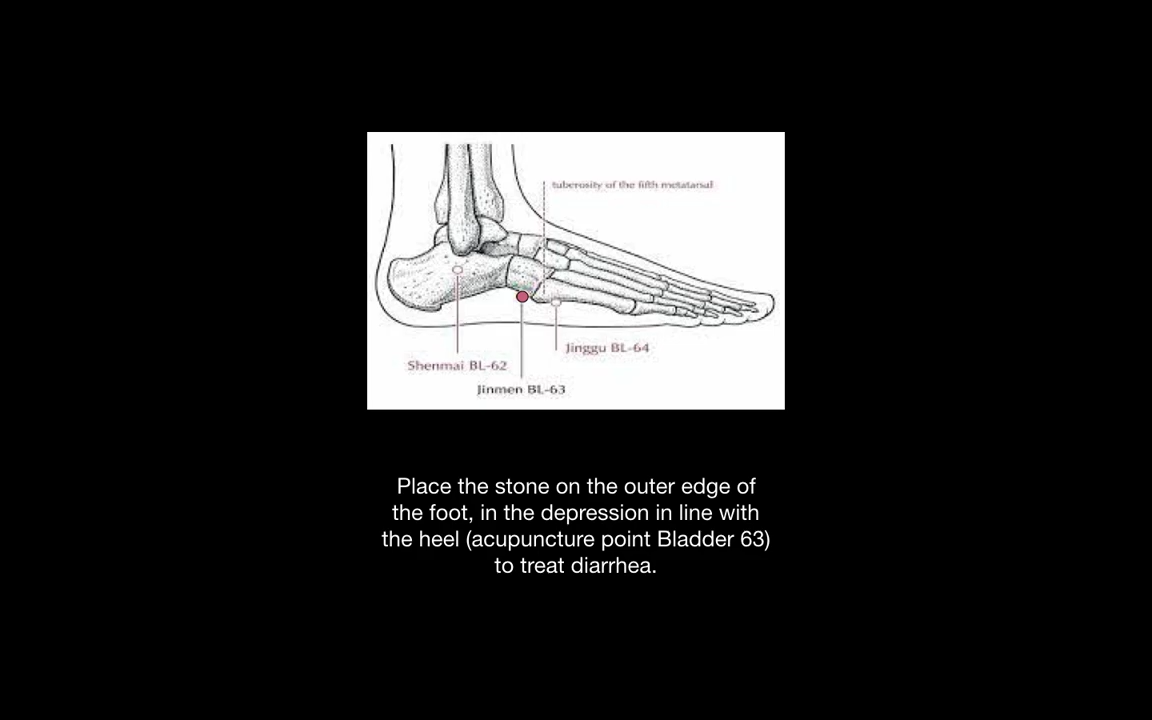 tuberosity of the fifth metatarsal
Jinggu BL-64
Shenmai BL-62
Jinmen BL-63
Place the stone on the outer edge of
the foot, in the depression in line with
the heel (acupuncture point Bladder 63)
to treat diarrhea.